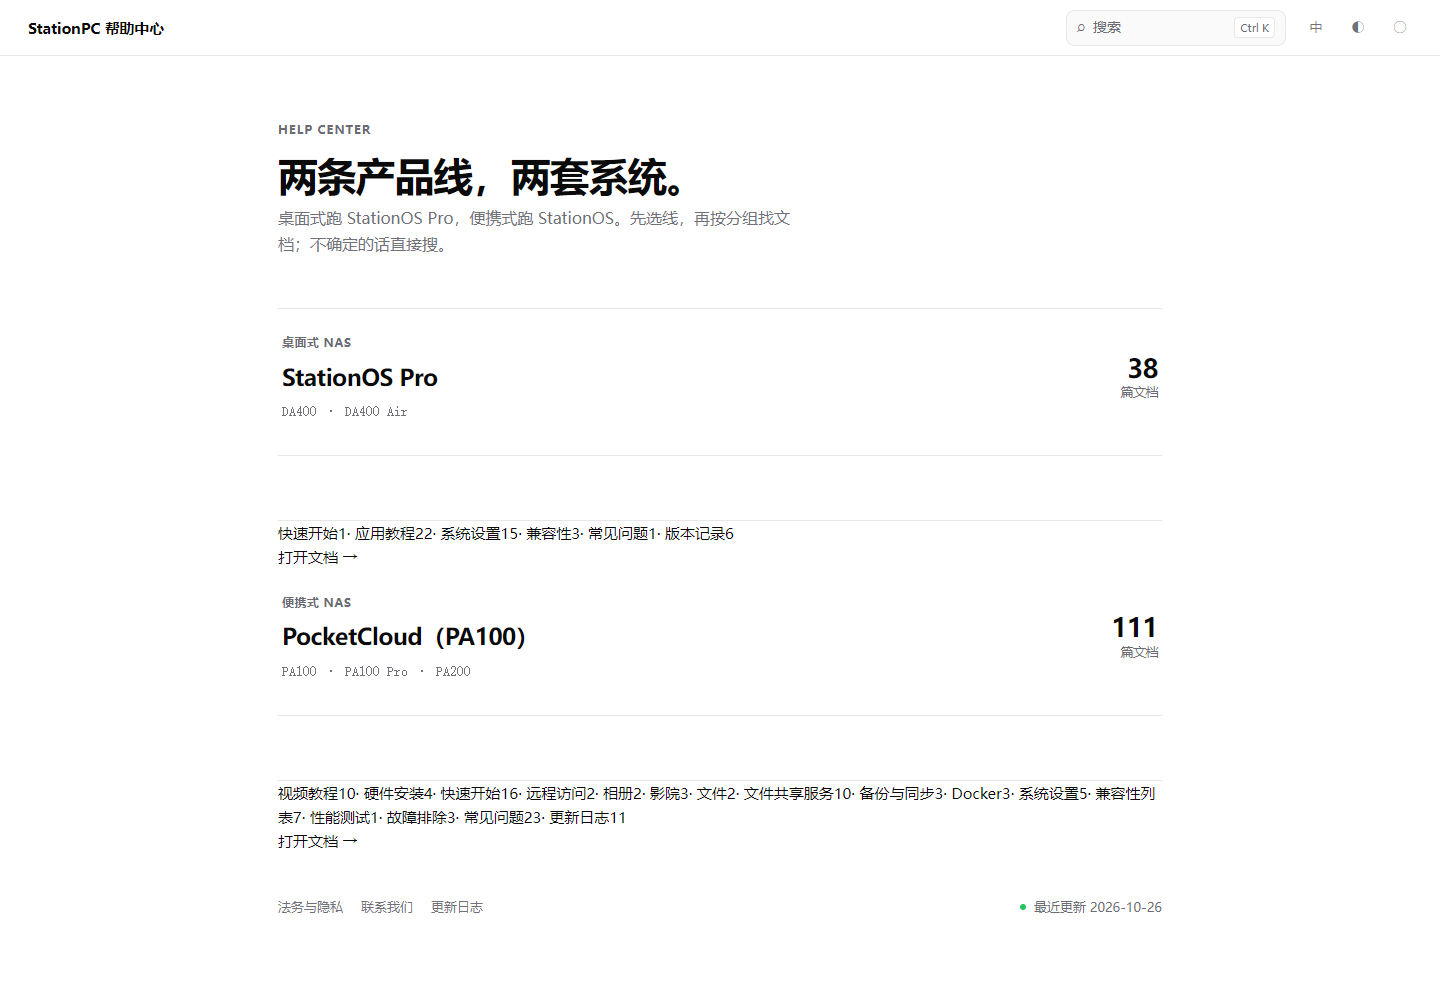 StationPC 帮助中心
搜索
Ctrl K
中
HELP CENTER
两条产品线，两套系统。
桌面式跑 StationOS Pro，便携式跑 StationOS。先选线，再按分组找文
档；不确定的话直接搜。
桌面式 NAS
StationOS Pro
DA400 · DA400 Air
38
篇文档
快速开始1· 应用教程22· 系统设置15· 兼容性3· 常见问题1· 版本记录6
打开文档 →
便携式 NAS
PocketCloud（PA100）
PA100 · PA100 Pro · PA200
111
篇文档
视频教程10· 硬件安装4· 快速开始16· 远程访问2· 相册2· 影院3· 文件2· 文件共享服务10· 备份与同步3· Docker3· 系统设置5· 兼容性列
表7· 性能测试1· 故障排除3· 常见问题23· 更新日志11
打开文档 →
法务与隐私 联系我们 更新日志
最近更新 2026-10-26